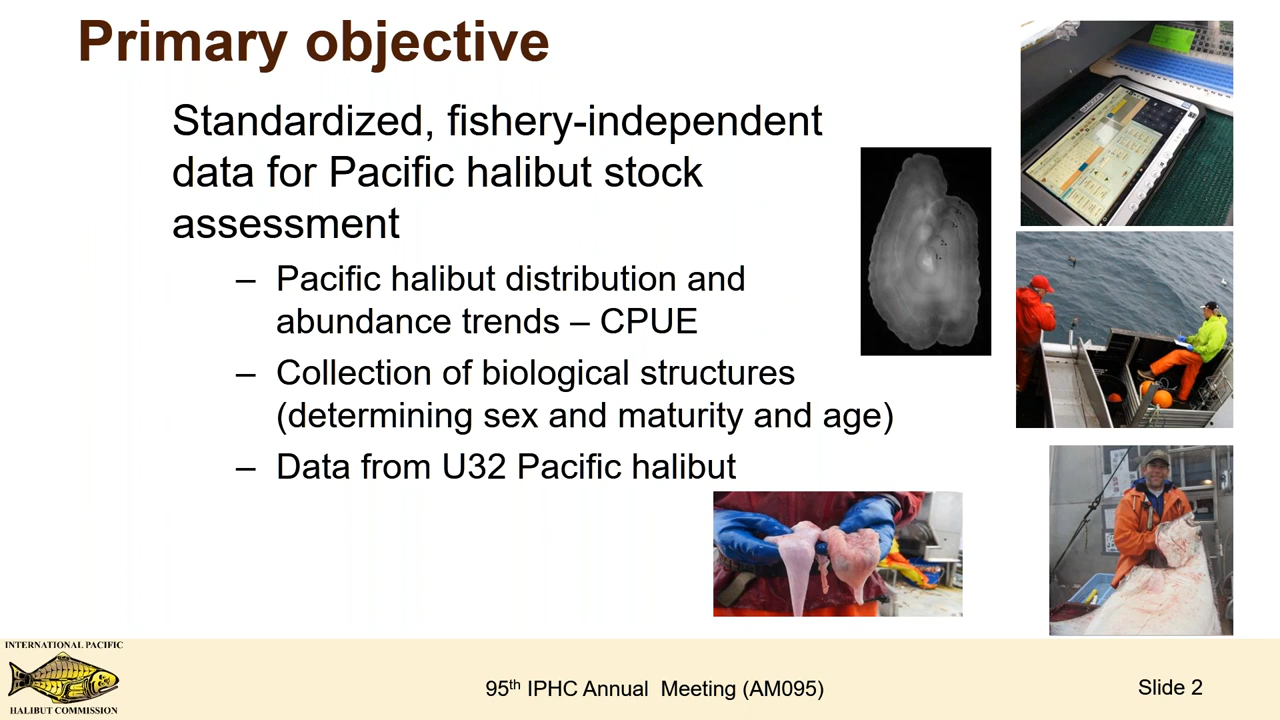 Primary objective
Standardized, fishery-independent
data for Pacific halibut stock
assessment
– Pacific halibut distribution and
abundance trends – CPUE
– Collection of biological structures
(determining sex and maturity and age)
– Data from U32 Pacific halibut
INTERNATIONAL PACIFIC
HALIBUT COMMISSION
95th IPHC Annual Meeting (AM095)
Slide 2